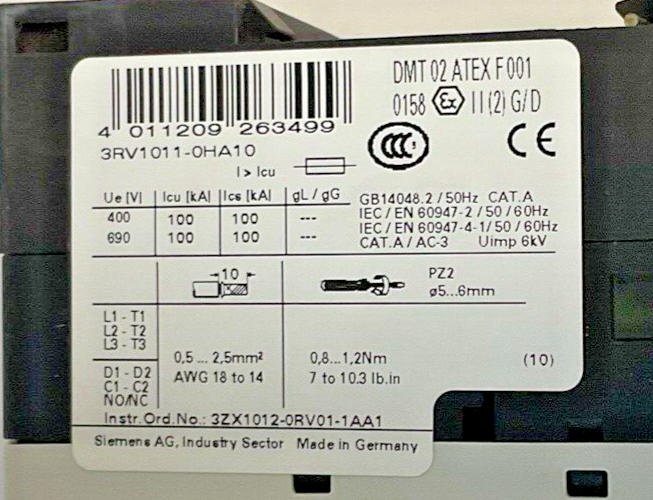 DMT 02 ATEX F 001
0158 Ex II (2) G/D
4 011209 263499
3RV1011-0HA10
CCC CE
I > Icu
Ue [V] Icu [kA] Ics [kA] gL / gG
400 100 100 ---
690 100 100 ---
GB14048.2 / 50Hz CAT.A
IEC / EN 60947-2 / 50 / 60Hz
IEC / EN 60947-4-1/ 50 / 60Hz
CAT.A / AC-3 Uimp 6kV
10
PZ2
ø5...6mm
L1 - T1
L2 - T2
L3 - T3
D1 - D2
C1 - C2
NO/NC
0,5 ... 2,5mm²
AWG 18 to 14
0,8...1,2Nm
7 to 10.3 lb.in
(10)
Instr.Ord.No.: 3ZX1012-0RV01-1AA1
Siemens AG, Industry Sector Made in Germany